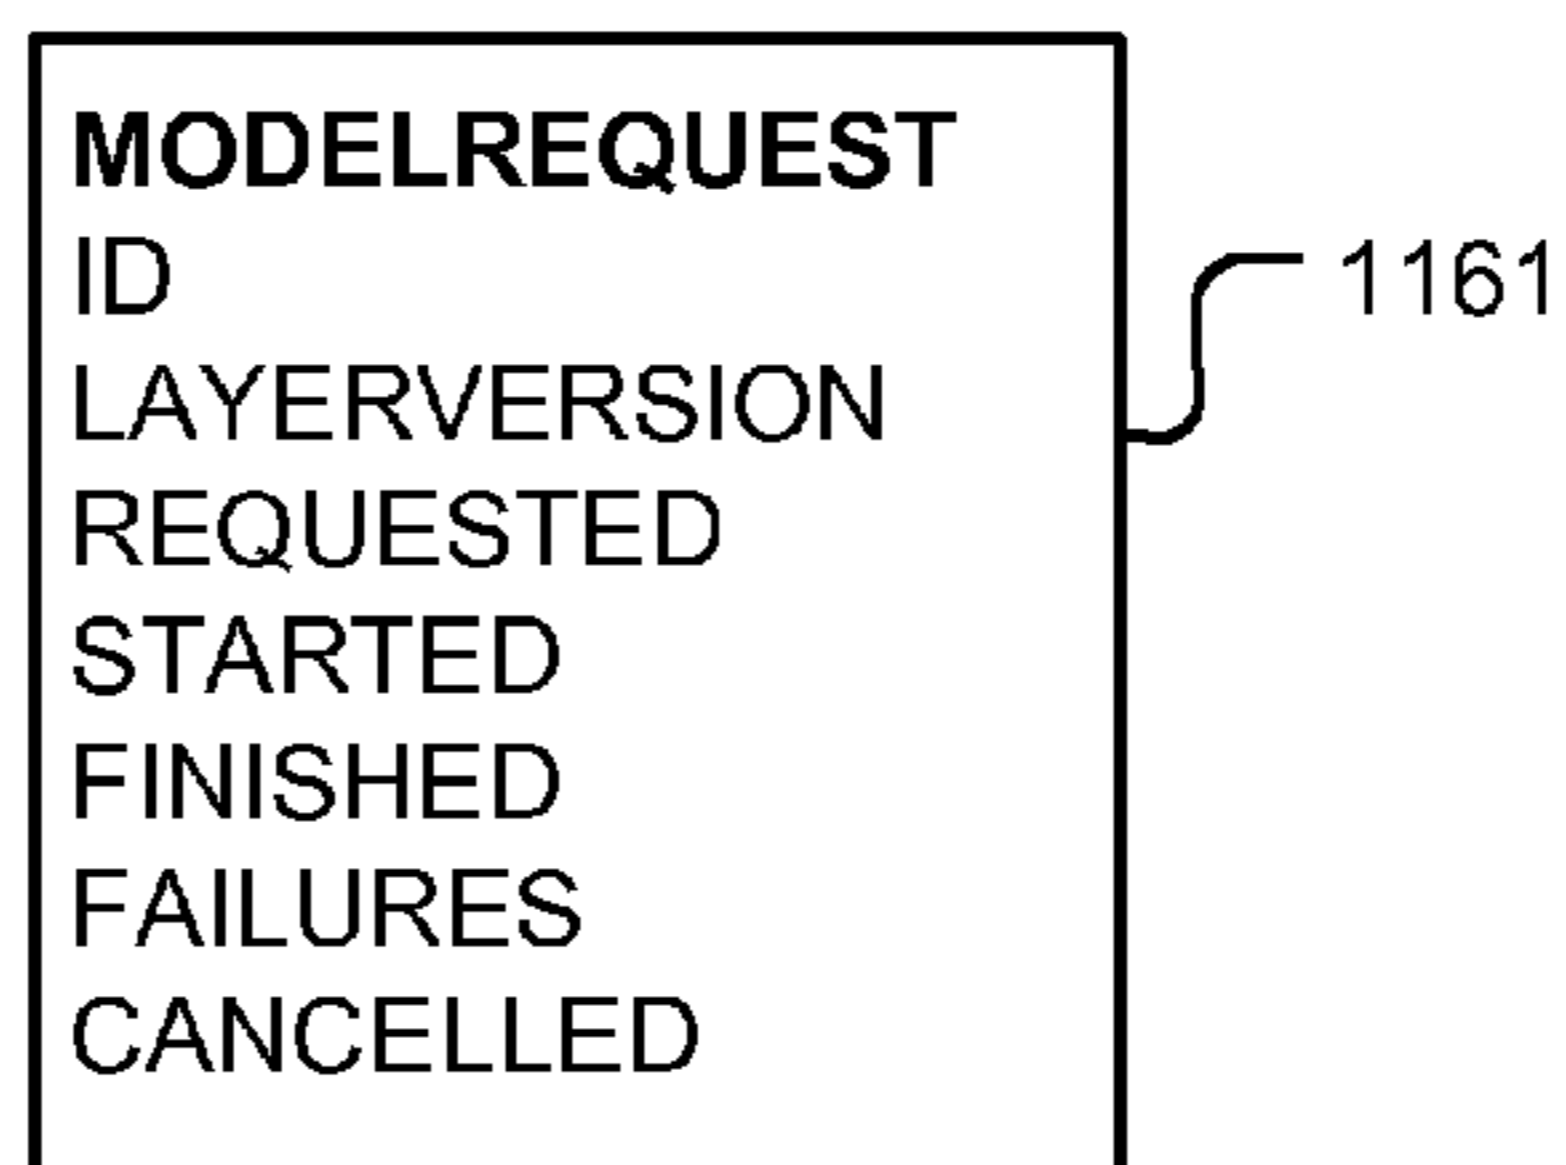 MODELREQUEST
ID
1161
LAYERVERSION
REQUESTED
STARTED
FINISHED
FAILURES
CANCELLED